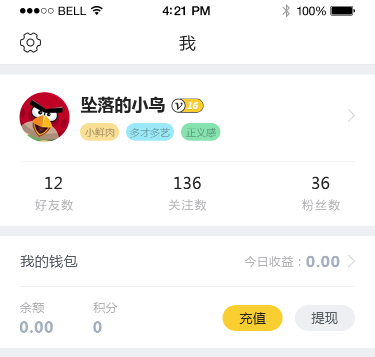 BELL 4:21 PM 100%
我
坠落的小鸟 V 16
小鲜肉 多才多艺 正义感
12 136 36
好友数 关注数 粉丝数
我的钱包 今日收益：0.00
余额 积分
0.00 0 充值 提现